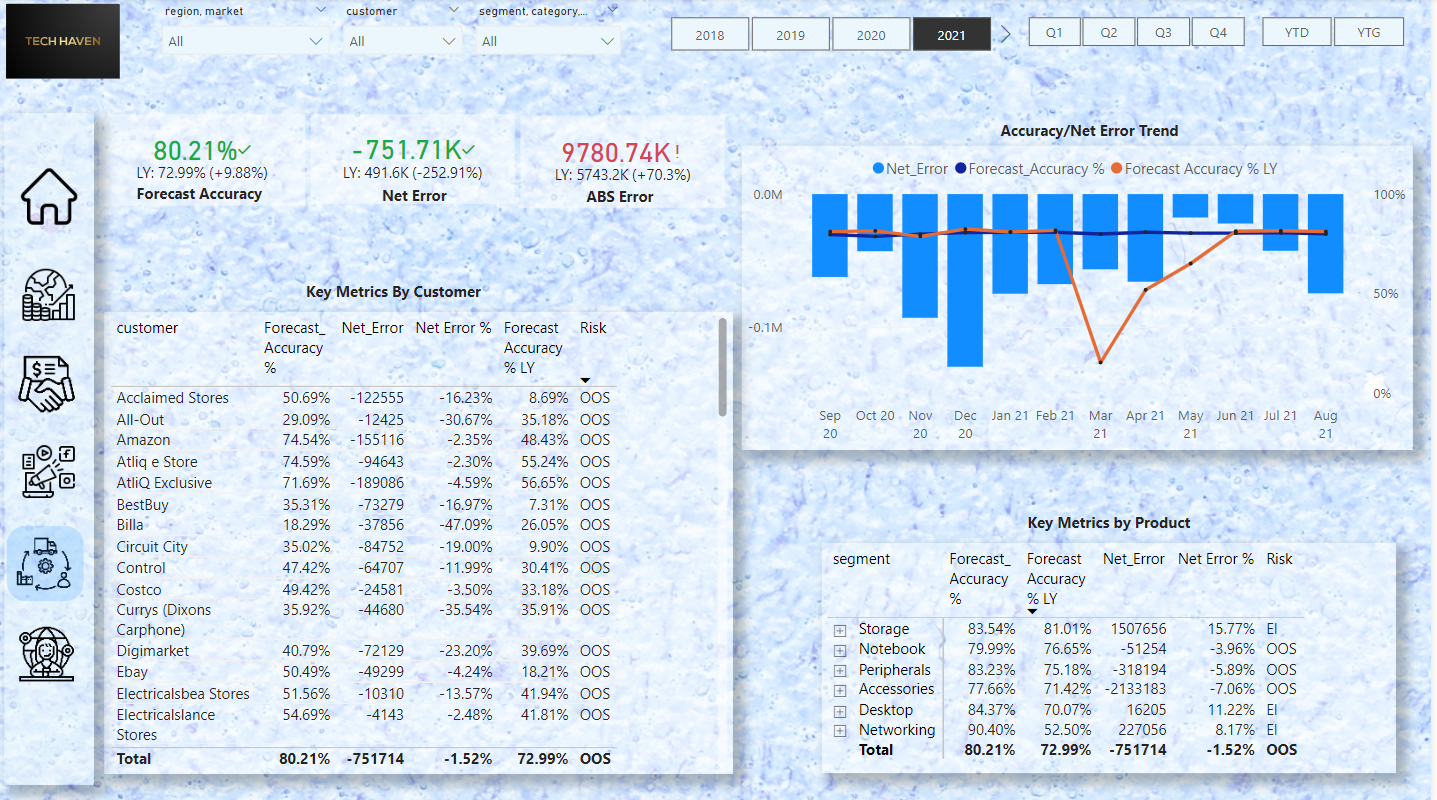 TECH HAVEN
region, market
All
customer
All
segment, category,...
All
2018
2019
2020
2021
Q1
Q2
Q3
Q4
YTD
YTG
80.21%✓
LY: 72.99% (+9.88%)
Forecast Accuracy
-751.71K✓
LY: 491.6K (-252.91%)
Net Error
9780.74K!
LY: 5743.2K (+70.3%)
ABS Error
Accuracy/Net Error Trend
Net_Error Forecast_Accuracy % Forecast Accuracy % LY
0.0M
-0.1M
100%
50%
0%
Sep 20 Oct 20 Nov 20 Dec 20 Jan 21 Feb 21 Mar 21 Apr 21 May 21 Jun 21 Jul 21 Aug 21
Key Metrics By Customer
customer Forecast_Accuracy % Net_Error Net Error % Forecast Accuracy % LY Risk
Acclaimed Stores 50.69% -122555 -16.23% 8.69% OOS
All-Out 29.09% -12425 -30.67% 35.18% OOS
Amazon 74.54% -155116 -2.35% 48.43% OOS
Atliq e Store 74.59% -94643 -2.30% 55.24% OOS
AtliQ Exclusive 71.69% -189086 -4.59% 56.65% OOS
BestBuy 35.31% -73279 -16.97% 7.31% OOS
Billa 18.29% -37856 -47.09% 26.05% OOS
Circuit City 35.02% -84752 -19.00% 9.90% OOS
Control 47.42% -64707 -11.99% 30.41% OOS
Costco 49.42% -24581 -3.50% 33.18% OOS
Currys (Dixons Carphone) 35.92% -44680 -35.54% 35.91% OOS
Digimarket 40.79% -72129 -23.20% 39.69% OOS
Ebay 50.49% -49299 -4.24% 18.21% OOS
Electricalsbea Stores 51.56% -10310 -13.57% 41.94% OOS
Electricalslance Stores 54.69% -4143 -2.48% 41.81% OOS
Total 80.21% -751714 -1.52% 72.99% OOS
Key Metrics by Product
segment Forecast_Accuracy % Forecast Accuracy % LY Net_Error Net Error % Risk
Storage 83.54% 81.01% 1507656 15.77% EI
Notebook 79.99% 76.65% -51254 -3.96% OOS
Peripherals 83.23% 75.18% -318194 -5.89% OOS
Accessories 77.66% 71.42% -2133183 -7.06% OOS
Desktop 84.37% 70.07% 16205 11.22% EI
Networking 90.40% 52.50% 227056 8.17% EI
Total 80.21% 72.99% -751714 -1.52% OOS